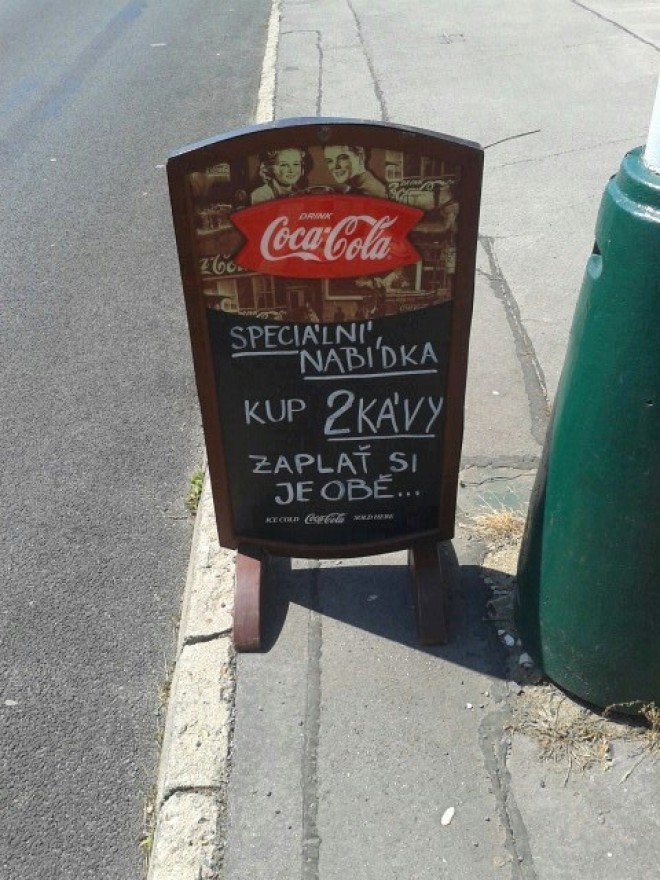 DRINK
Coca-Cola
SPECIÁLNÍ
NABÍDKA
KUP 2 KÁVY
ZAPLAŤ SI
JE OBĚ...
ICE COLD Coca-Cola SOLD HERE